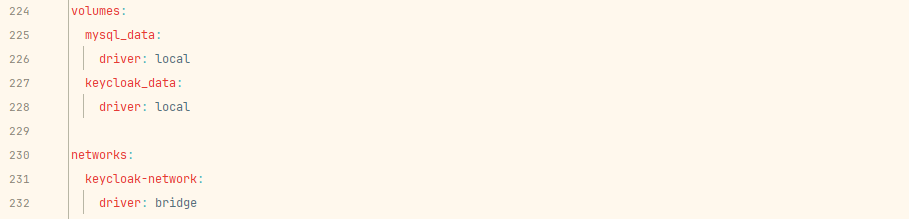 224 volumes:
225   mysql_data:
226     driver: local
227   keycloak_data:
228     driver: local
229
230 networks:
231   keycloak-network:
232     driver: bridge